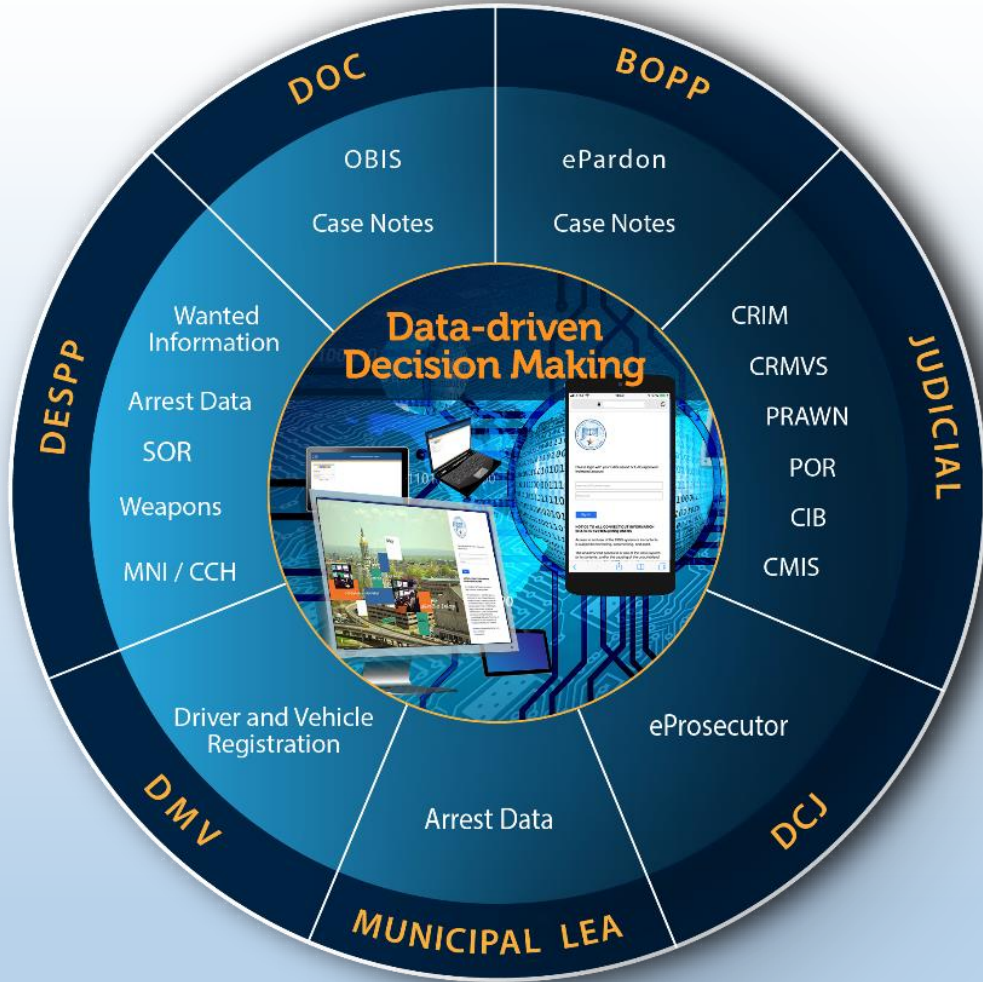 DOC
OBIS
Case Notes
BOPP
ePardon
Case Notes
JUDICIAL
CRIM
CRMVS
PRAWN
POR
CIB
CMIS
DCJ
eProsecutor
MUNICIPAL LEA
Arrest Data
DMV
Driver and Vehicle
Registration
DESPP
Wanted
Information
Arrest Data
SOR
Weapons
MNI / CCH
Data-driven
Decision Making